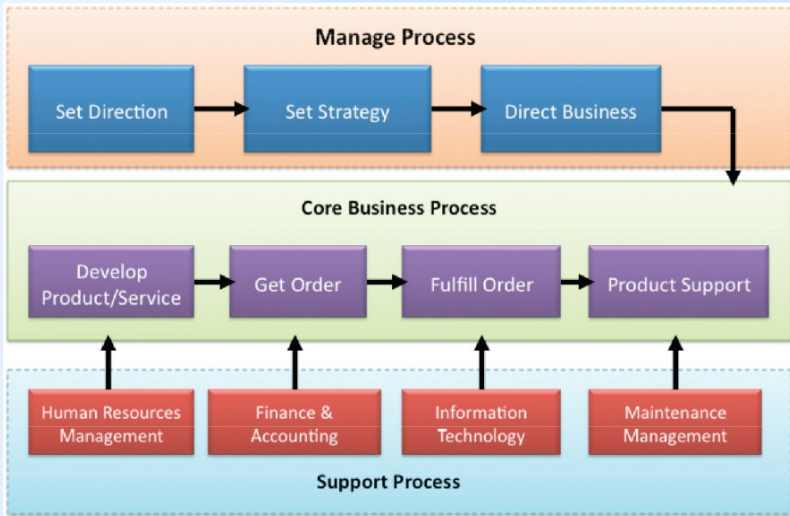 Manage Process
Set Direction
Set Strategy
Direct Business
Core Business Process
Develop
Product/Service
Get Order
Fulfill Order
Product Support
Human Resources
Management
Finance &
Accounting
Information
Technology
Maintenance
Management
Support Process